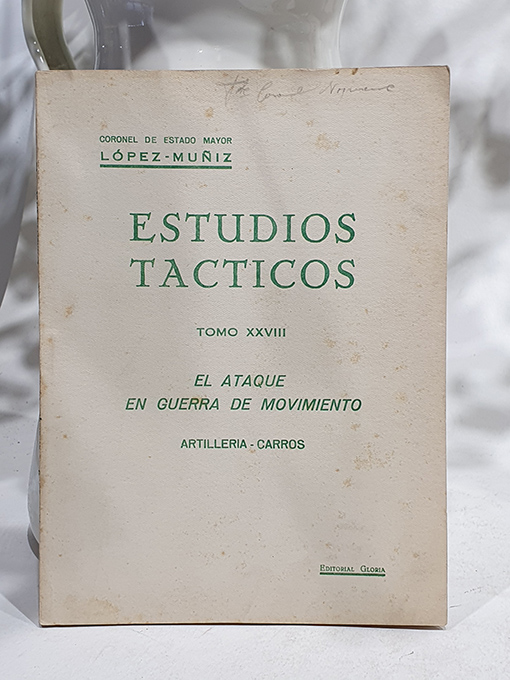 Coronel
CORONEL DE ESTADO MAYOR
LÓPEZ-MUÑIZ
ESTUDIOS
TACTICOS
TOMO XXVIII
EL ATAQUE
EN GUERRA DE MOVIMIENTO
ARTILLERIA - CARROS
EDITORIAL GLORIA